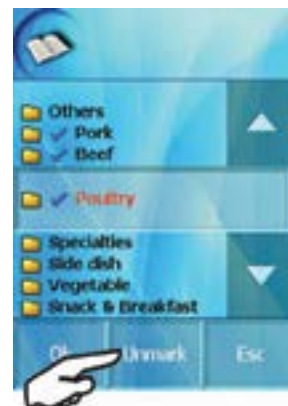 Others
Pork
Beef
Poultry
Specialties
Side dish
Vegetable
Snack & Breakfast
Unmark
Esc